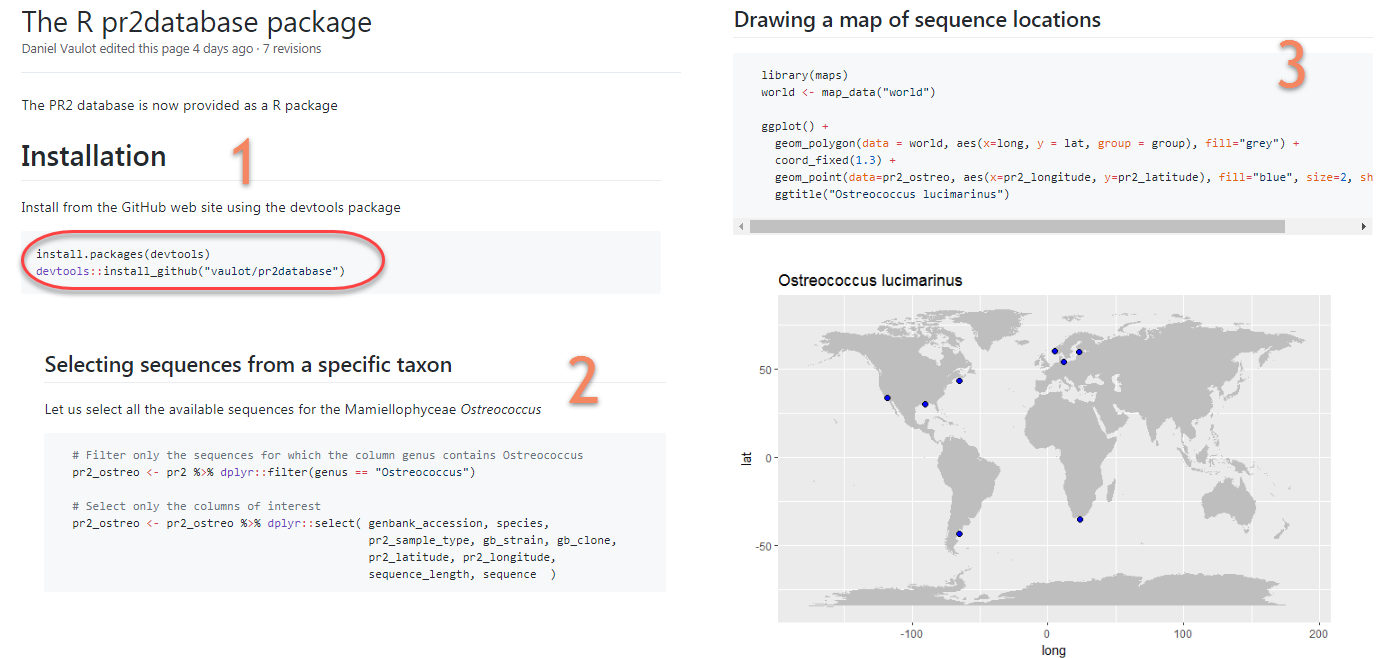 The R pr2database package
Daniel Vaulot edited this page 4 days ago · 7 revisions
The PR2 database is now provided as a R package
Installation
1
Install from the GitHub web site using the devtools package
install.packages(devtools)
devtools::install_github("vaulot/pr2database")
Selecting sequences from a specific taxon
2
Let us select all the available sequences for the Mamiellophyceae Ostreococcus
# Filter only the sequences for which the column genus contains Ostreococcus
pr2_ostreo <- pr2 %>% dplyr::filter(genus == "Ostreococcus")
# Select only the columns of interest
pr2_ostreo <- pr2_ostreo %>% dplyr::select( genbank_accession, species,
pr2_sample_type, gb_strain, gb_clone,
pr2_latitude, pr2_longitude,
sequence_length, sequence  )
Drawing a map of sequence locations
3
library(maps)
world <- map_data("world")
ggplot() +
geom_polygon(data = world, aes(x=long, y = lat, group = group), fill="grey") +
coord_fixed(1.3) +
geom_point(data=pr2_ostreo, aes(x=pr2_longitude, y=pr2_latitude), fill="blue", size=2, sh
ggtitle("Ostreococcus lucimarinus")
Ostreococcus lucimarinus
50
0
-50
lat
-100
0
100
200
long